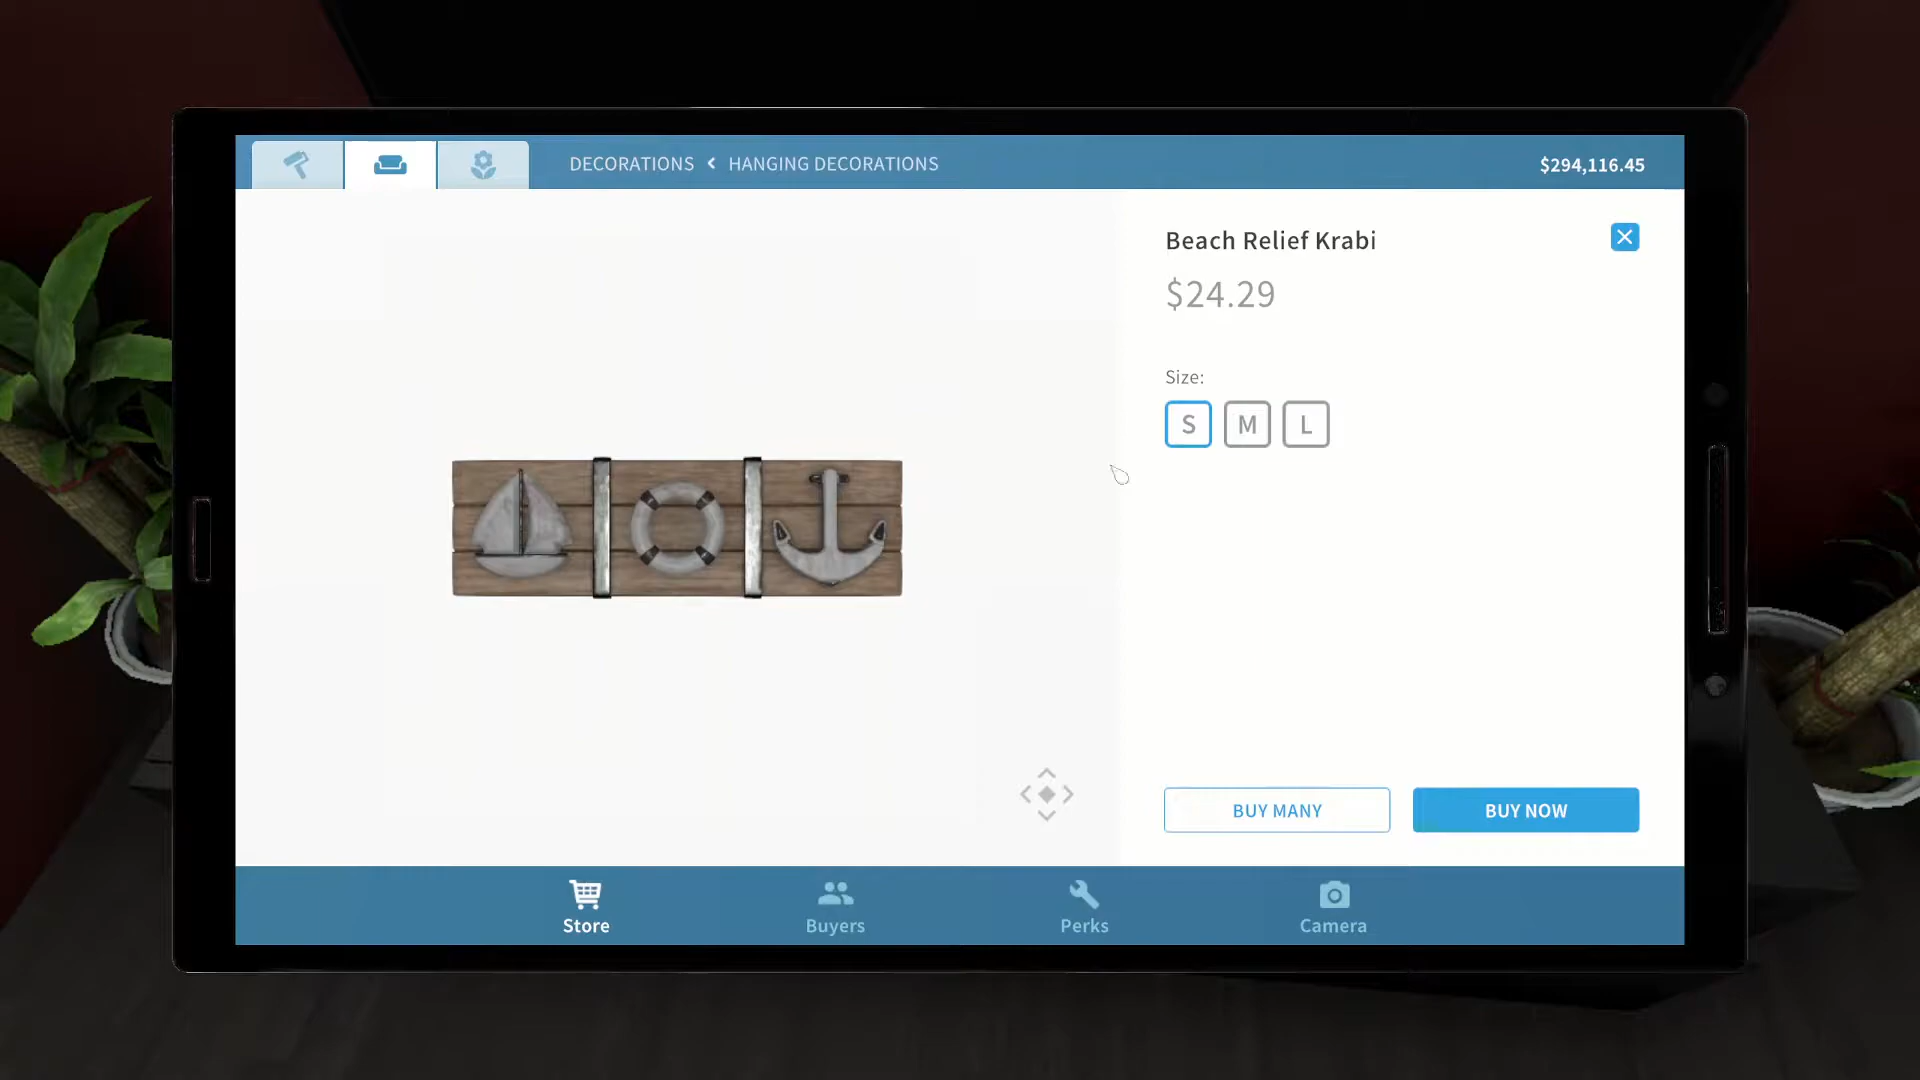 DECORATIONS < HANGING DECORATIONS
$294,116.45
Beach Relief Krabi
$24.29
Size:
S M L
BUY MANY
BUY NOW
Store
Buyers
Perks
Camera